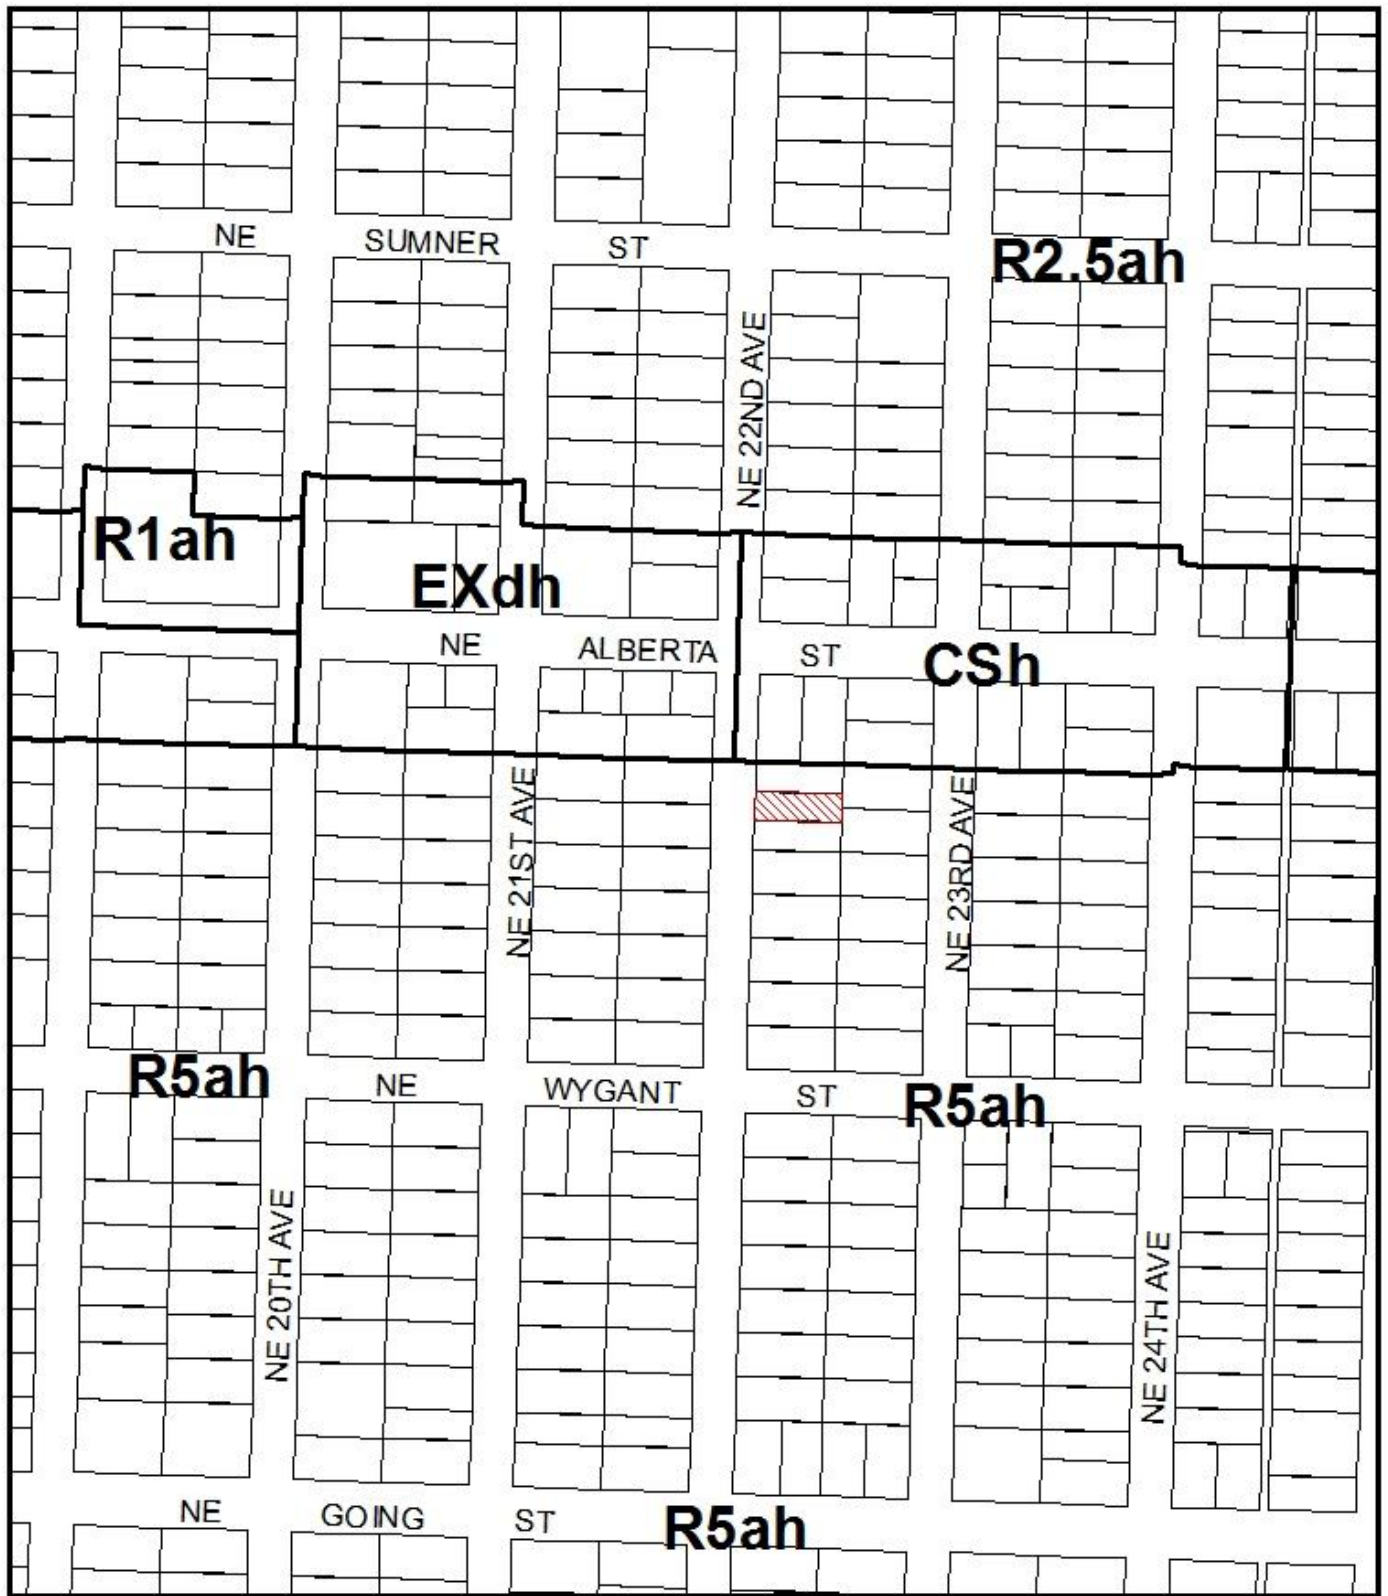 NE SUMNER ST
R2.5ah
NE 22ND AVE
R1ah
EXdh
NE ALBERTA ST
CSh
NE 21ST AVE
NE 23RD AVE
R5ah
NE WYGANT ST
R5ah
NE 20TH AVE
NE 24TH AVE
NE GOING ST
R5ah